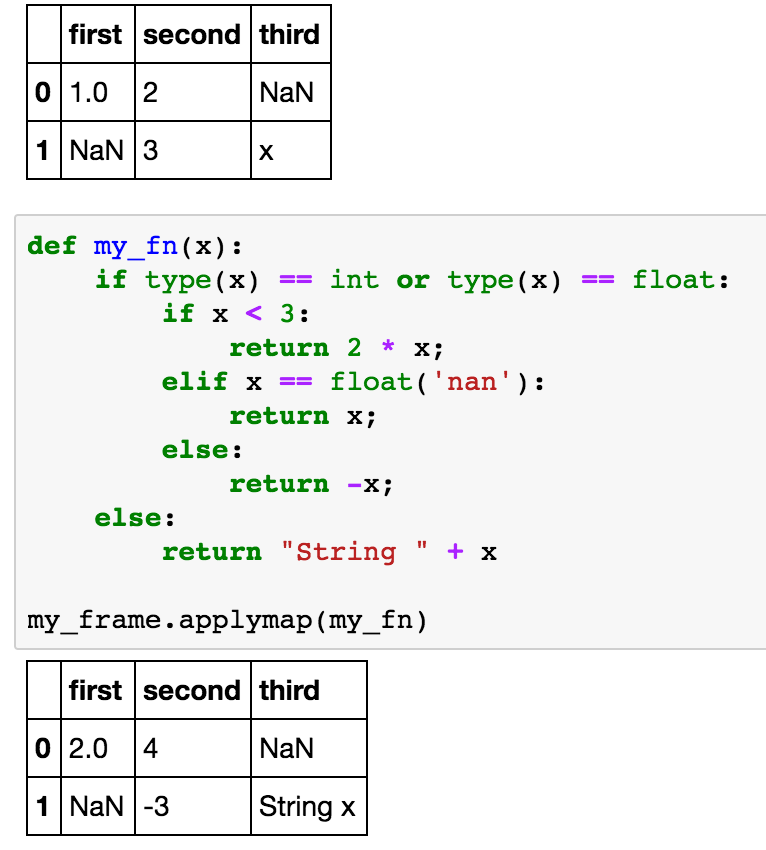 first second third
0 1.0 2 NaN
1 NaN 3 x
def my_fn(x):
    if type(x) == int or type(x) == float:
        if x < 3:
            return 2 * x;
        elif x == float('nan'):
            return x;
        else:
            return -x;
    else:
        return "String " + x
my_frame.applymap(my_fn)
first second third
0 2.0 4 NaN
1 NaN -3 String x